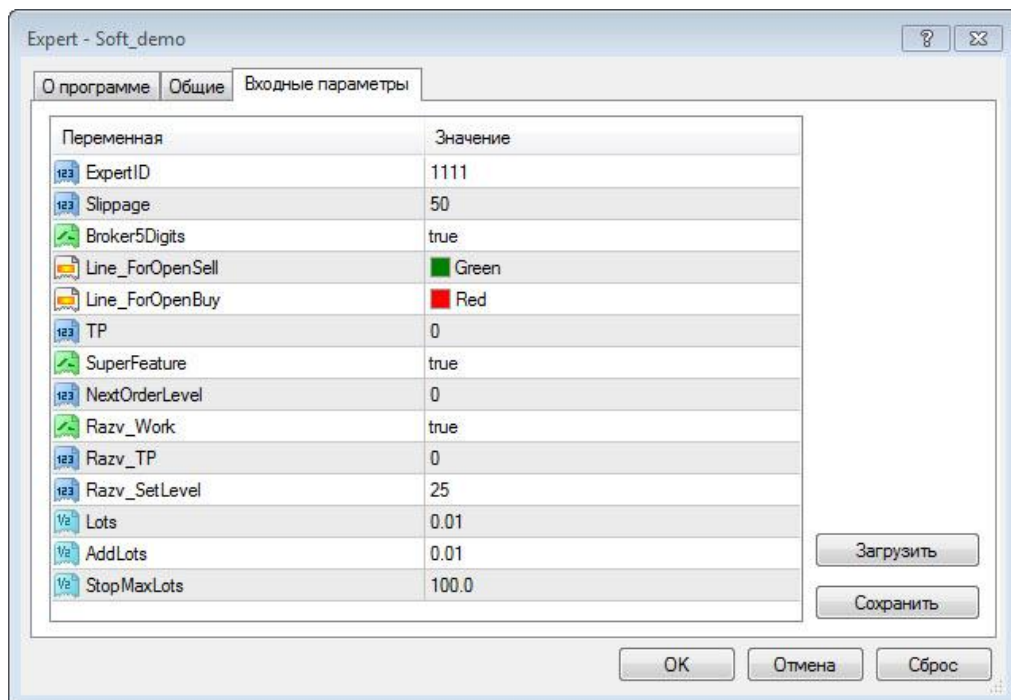 Expert - Soft_demo
О программе Общие Входные параметры
Переменная Значение
ExpertID 1111
Slippage 50
Broker5Digits true
Line_ForOpenSell Green
Line_ForOpenBuy Red
TP 0
SuperFeature true
NextOrderLevel 0
Razv_Work true
Razv_TP 0
Razv_SetLevel 25
Lots 0.01
AddLots 0.01
StopMaxLots 100.0
Загрузить
Сохранить
OK Отмена Сброс